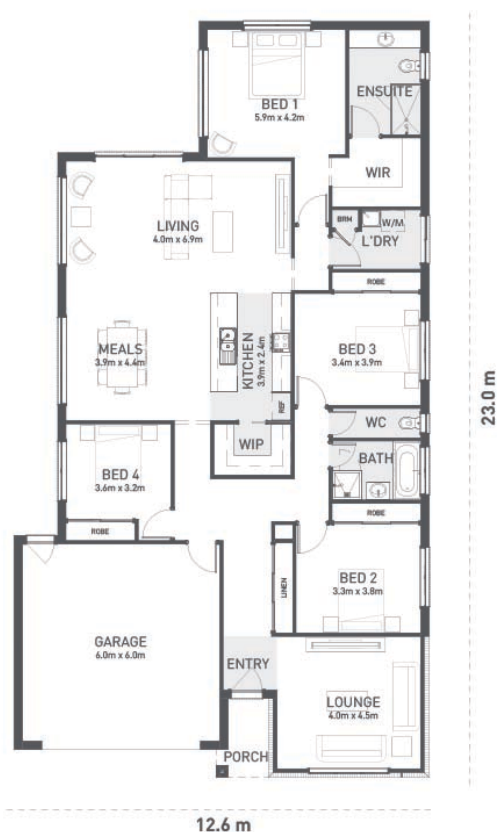 BED 1
5.9m x 4.2m
ENSUITE
WIR
LIVING
4.0m x 6.9m
BRM
W/M
L'DRY
ROBE
MEALS
3.9m x 4.4m
KITCHEN
3.9m x 2.4m
BED 3
3.4m x 3.9m
REF
WC
WIP
BATH
BED 4
3.6m x 3.2m
ROBE
ROBE
LINEN
BED 2
3.3m x 3.8m
GARAGE
6.0m x 6.0m
ENTRY
LOUNGE
4.0m x 4.5m
PORCH
23.0 m
12.6 m